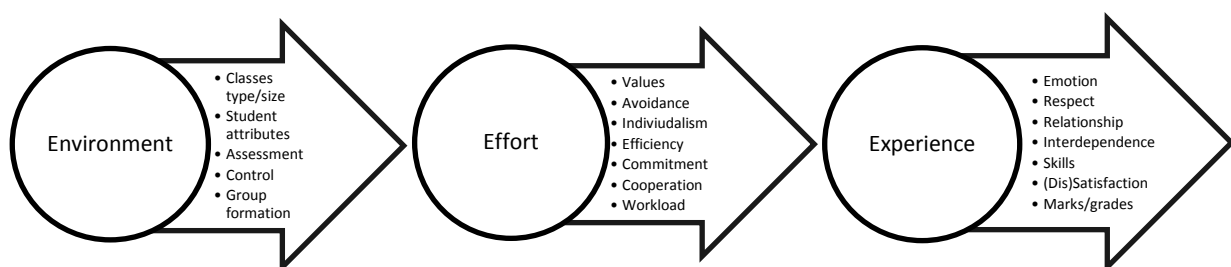 Environment
• Classes
type/size
• Student
attributes
• Assessment
• Control
• Group
formation
Effort
• Values
• Avoidance
• Indiviudalism
• Efficiency
• Commitment
• Cooperation
• Workload
Experience
• Emotion
• Respect
• Relationship
• Interdependence
• Skills
• (Dis)Satisfaction
• Marks/grades